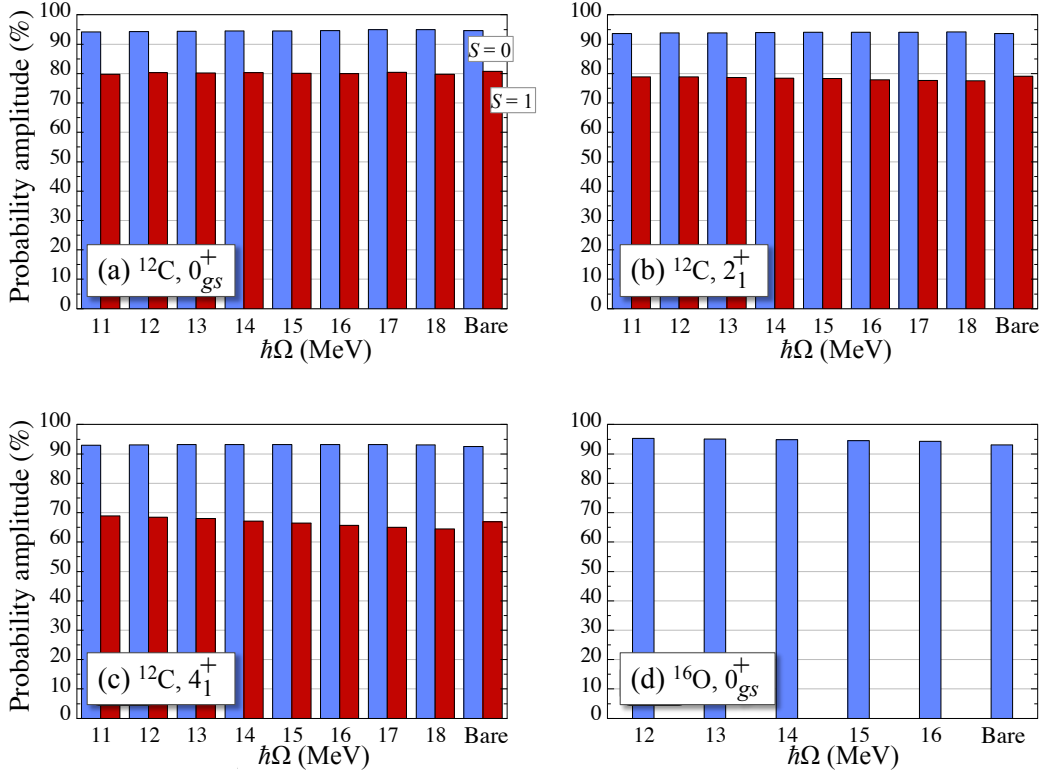 Probability amplitude (%)
100
90
80
70
60
50
40
30
20
10
0
S = 0
S = 1
(a) ¹²C, 0⁺gs
11 12 13 14 15 16 17 18 Bare
ℏΩ (MeV)
100
90
80
70
60
50
40
30
20
10
0
(b) ¹²C, 2⁺₁
11 12 13 14 15 16 17 18 Bare
ℏΩ (MeV)
Probability amplitude (%)
100
90
80
70
60
50
40
30
20
10
0
(c) ¹²C, 4⁺₁
11 12 13 14 15 16 17 18 Bare
ℏΩ (MeV)
100
90
80
70
60
50
40
30
20
10
0
(d) ¹⁶O, 0⁺gs
12 13 14 15 16 Bare
ℏΩ (MeV)